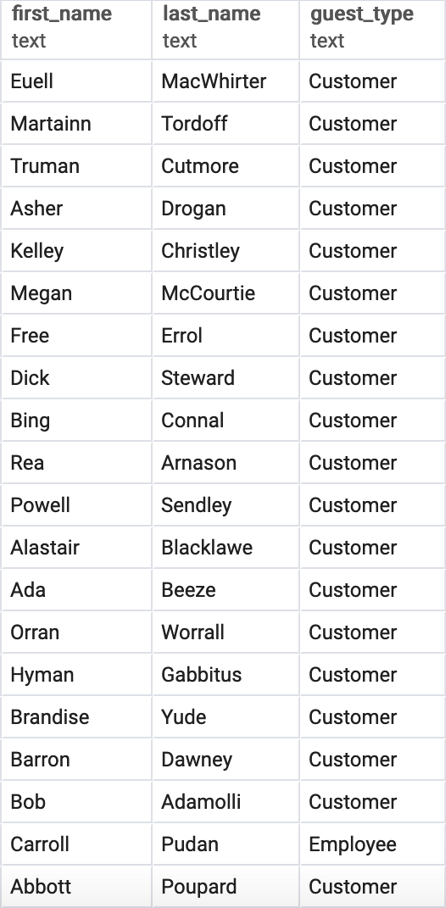 first_name last_name guest_type
text text text
Euell MacWhirter Customer
Martainn Tordoff Customer
Truman Cutmore Customer
Asher Drogan Customer
Kelley Christley Customer
Megan McCourtie Customer
Free Errol Customer
Dick Steward Customer
Bing Connal Customer
Rea Arnason Customer
Powell Sendley Customer
Alastair Blacklawe Customer
Ada Beeze Customer
Orran Worrall Customer
Hyman Gabbitus Customer
Brandise Yude Customer
Barron Dawney Customer
Bob Adamolli Customer
Carroll Pudan Employee
Abbott Poupard Customer